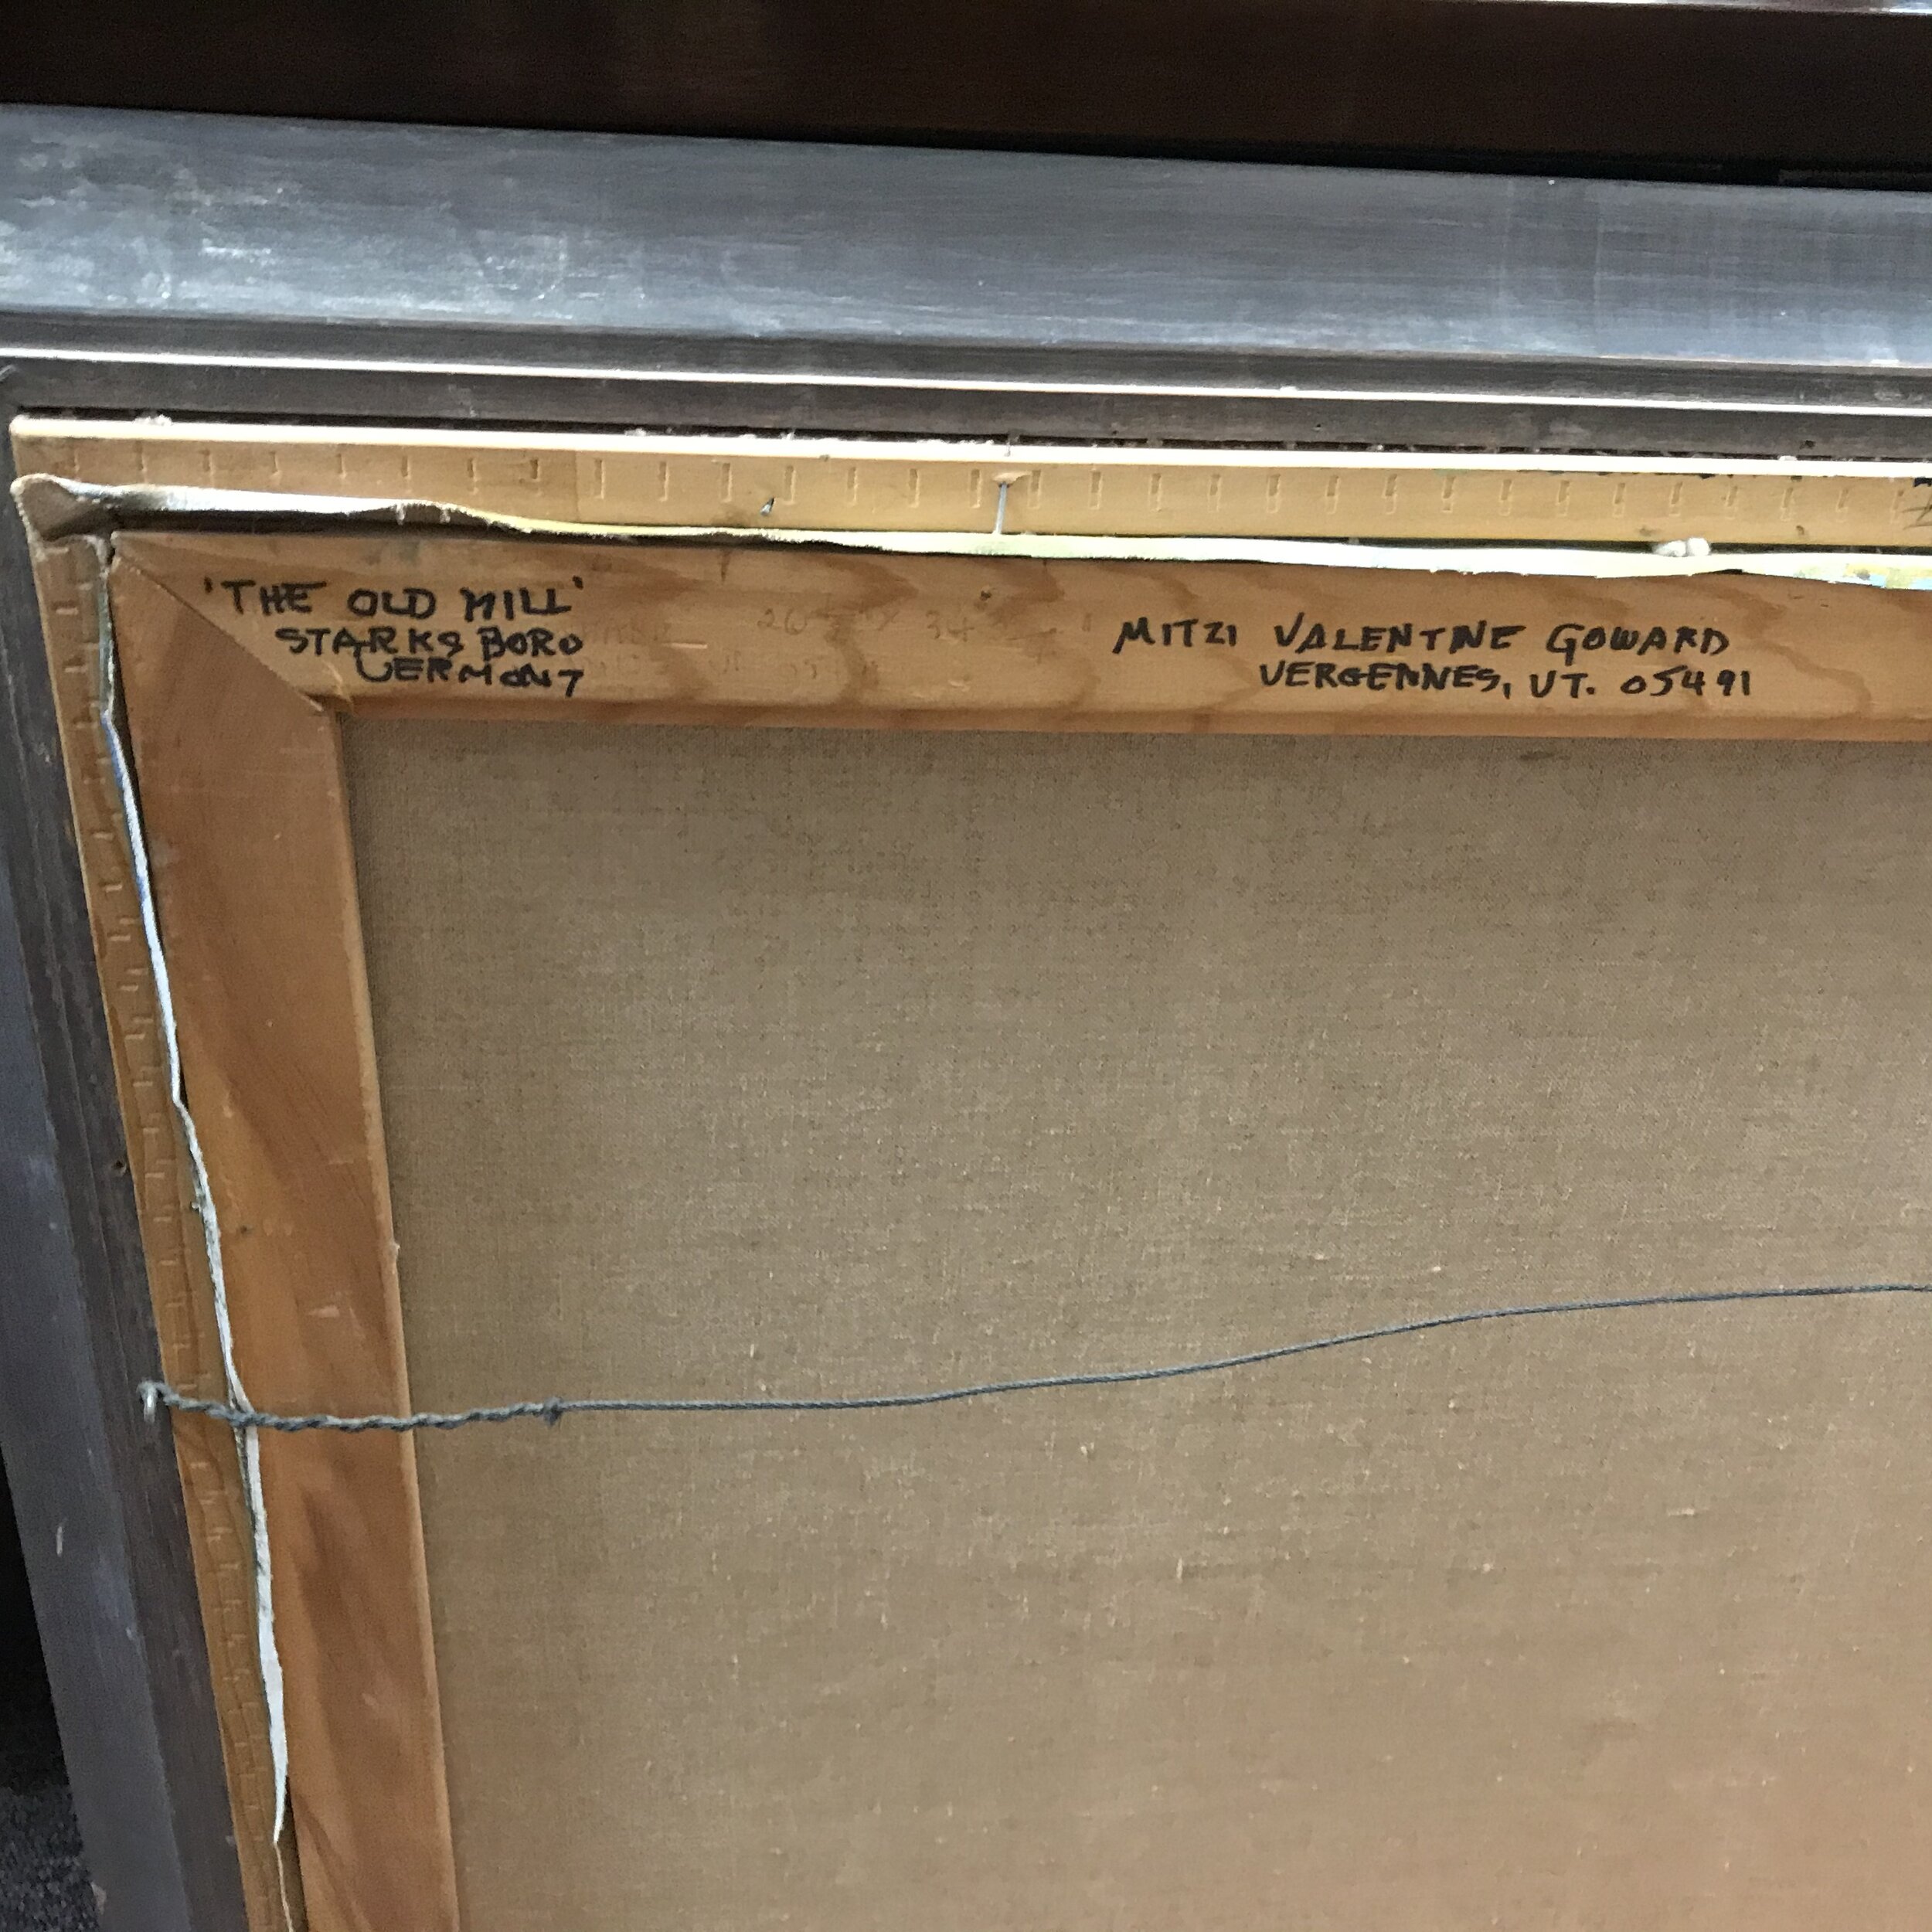 'THE OLD MILL'
STARKSBORO
VERMONT
MITZI VALENTINE GOWARD
VERGENNES, VT. 05491